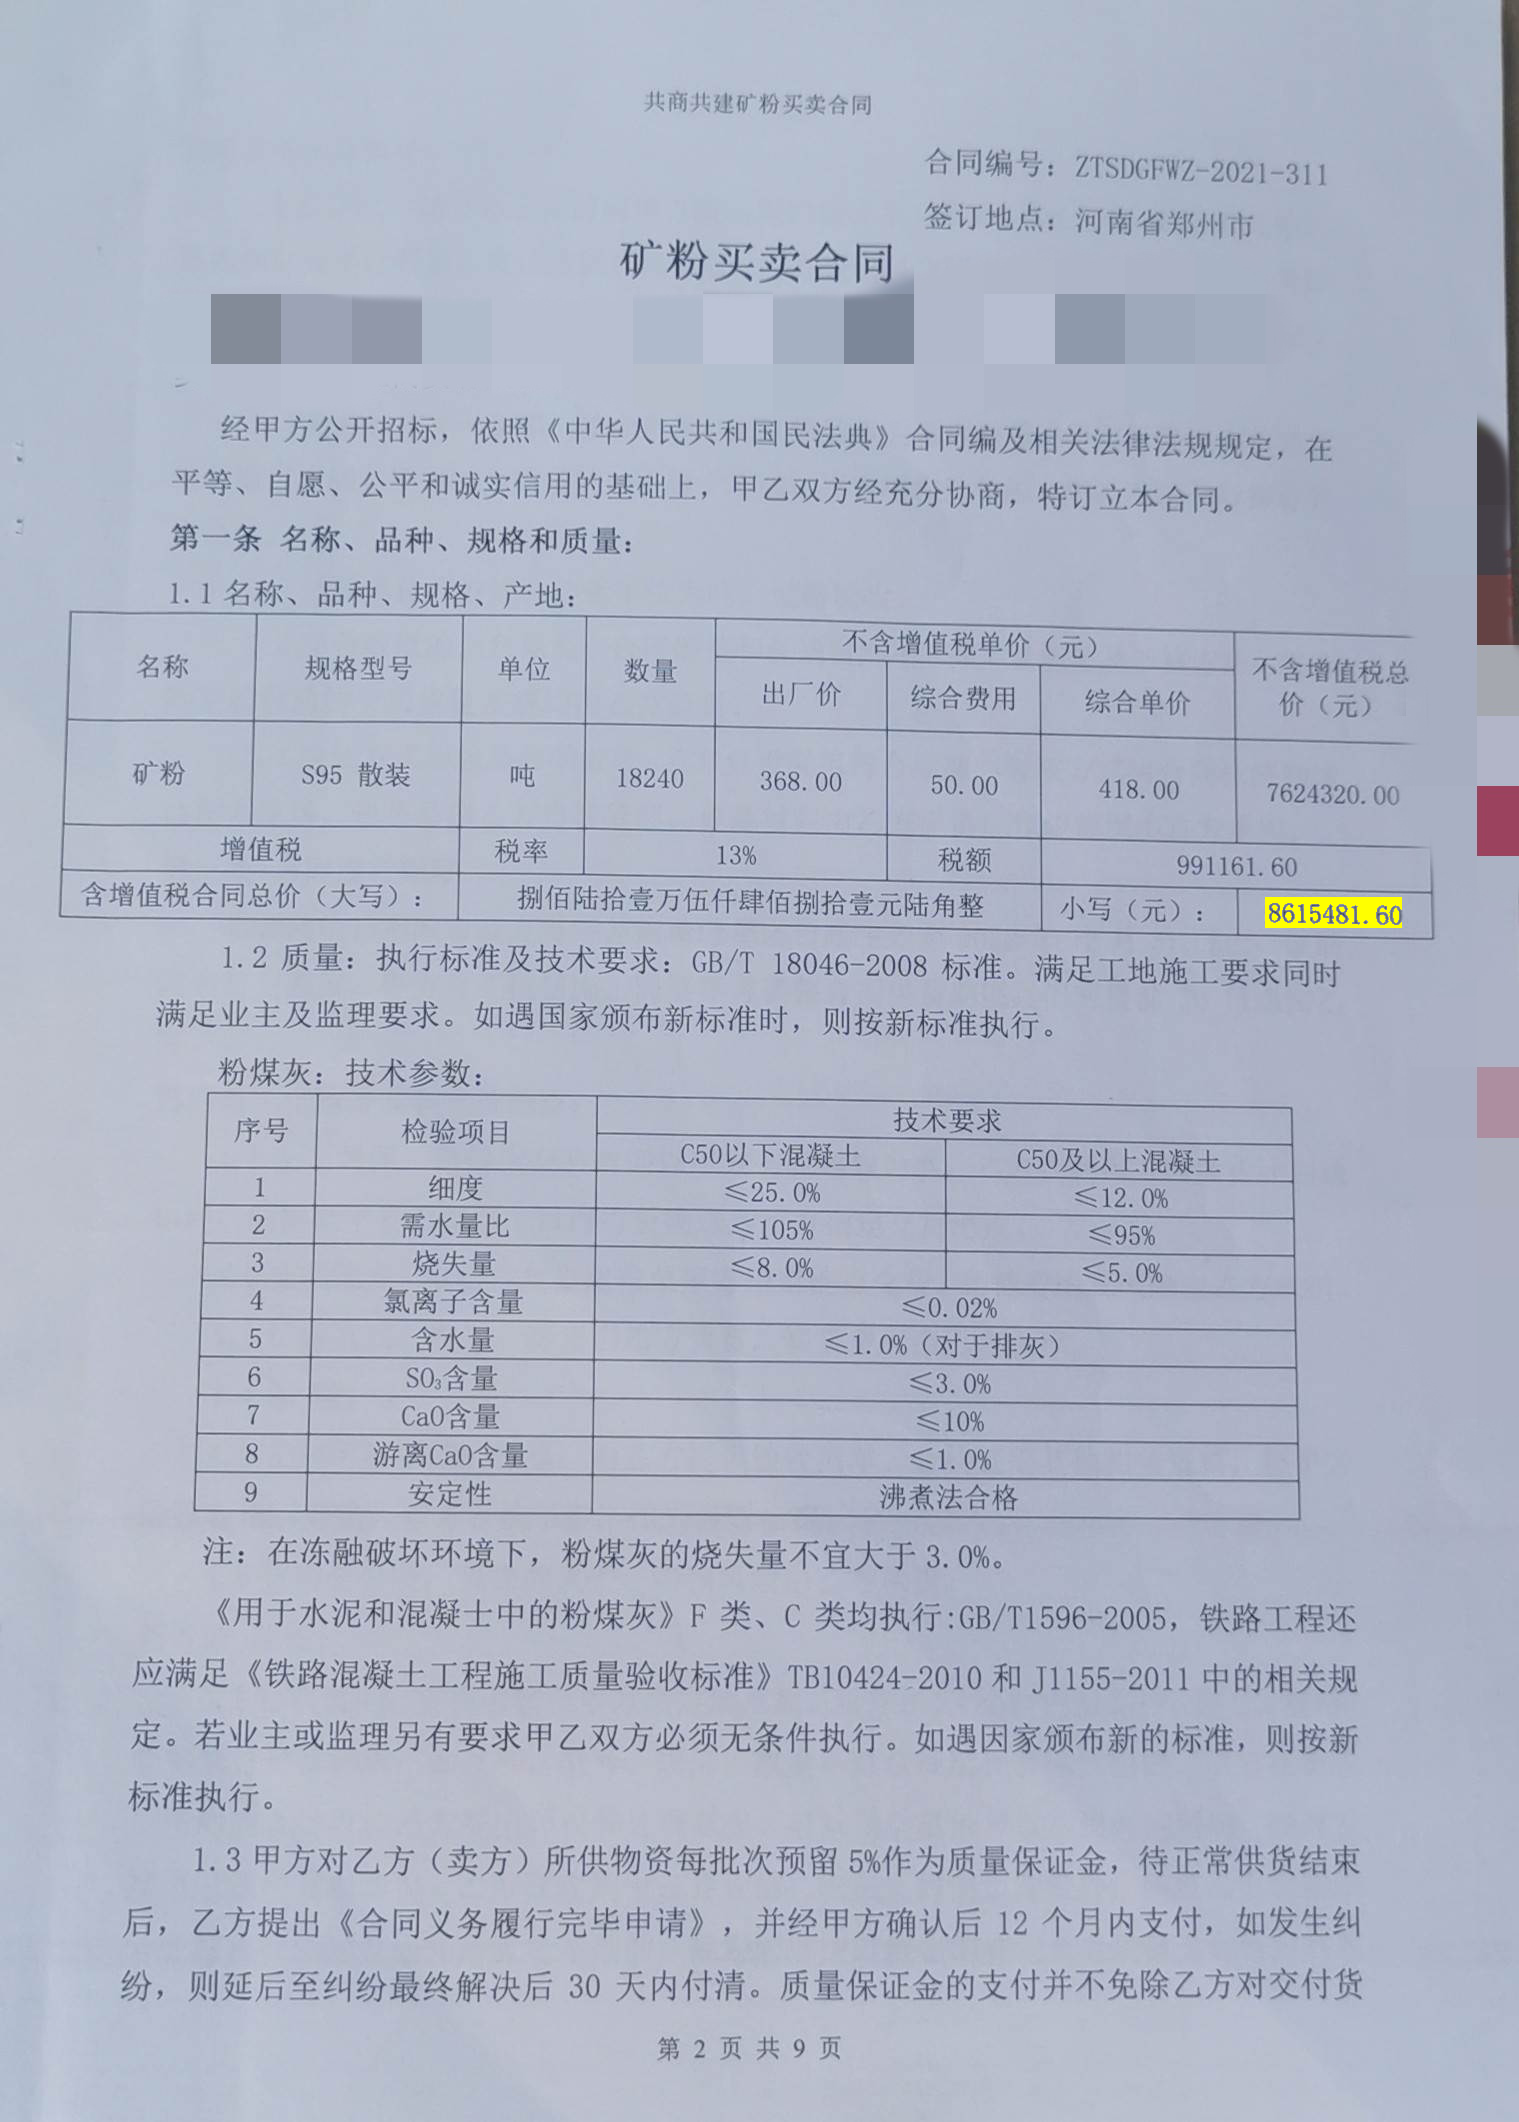 共商共建矿粉买卖合同
合同编号：ZTSDGFWZ-2021-311
签订地点：河南省郑州市
矿粉买卖合同
经甲方公开招标，依照《中华人民共和国民法典》合同编及相关法律法规规定，在
平等、自愿、公平和诚实信用的基础上，甲乙双方经充分协商，特订立本合同。
第一条 名称、品种、规格和质量：
1.1 名称、品种、规格、产地：
名称 规格型号 单位 数量 不含增值税单价（元） 不含增值税总价（元）
出厂价 综合费用 综合单价
矿粉 S95 散装 吨 18240 368.00 50.00 418.00 7624320.00
增值税 税率 13% 税额 991161.60
含增值税合同总价（大写）： 捌佰陆拾壹万伍仟肆佰捌拾壹元陆角整 小写（元）： 8615481.60
1.2 质量：执行标准及技术要求：GB/T 18046-2008 标准。满足工地施工要求同时
满足业主及监理要求。如遇国家颁布新标准时，则按新标准执行。
粉煤灰：技术参数：
序号 检验项目 技术要求
C50以下混凝土 C50及以上混凝土
1 细度 ≤25.0% ≤12.0%
2 需水量比 ≤105% ≤95%
3 烧失量 ≤8.0% ≤5.0%
4 氯离子含量 ≤0.02%
5 含水量 ≤1.0%（对于排灰）
6 SO₃含量 ≤3.0%
7 CaO含量 ≤10%
8 游离CaO含量 ≤1.0%
9 安定性 沸煮法合格
注：在冻融破坏环境下，粉煤灰的烧失量不宜大于 3.0%。
《用于水泥和混凝士中的粉煤灰》F 类、C 类均执行:GB/T1596-2005，铁路工程还
应满足《铁路混凝土工程施工质量验收标准》TB10424-2010 和 J1155-2011 中的相关规
定。若业主或监理另有要求甲乙双方必须无条件执行。如遇因家颁布新的标准，则按新
标准执行。
1.3 甲方对乙方（卖方）所供物资每批次预留 5%作为质量保证金，待正常供货结束
后，乙方提出《合同义务履行完毕申请》，并经甲方确认后 12 个月内支付，如发生纠
纷，则延后至纠纷最终解决后 30 天内付清。质量保证金的支付并不免除乙方对交付货
第 2 页 共 9 页